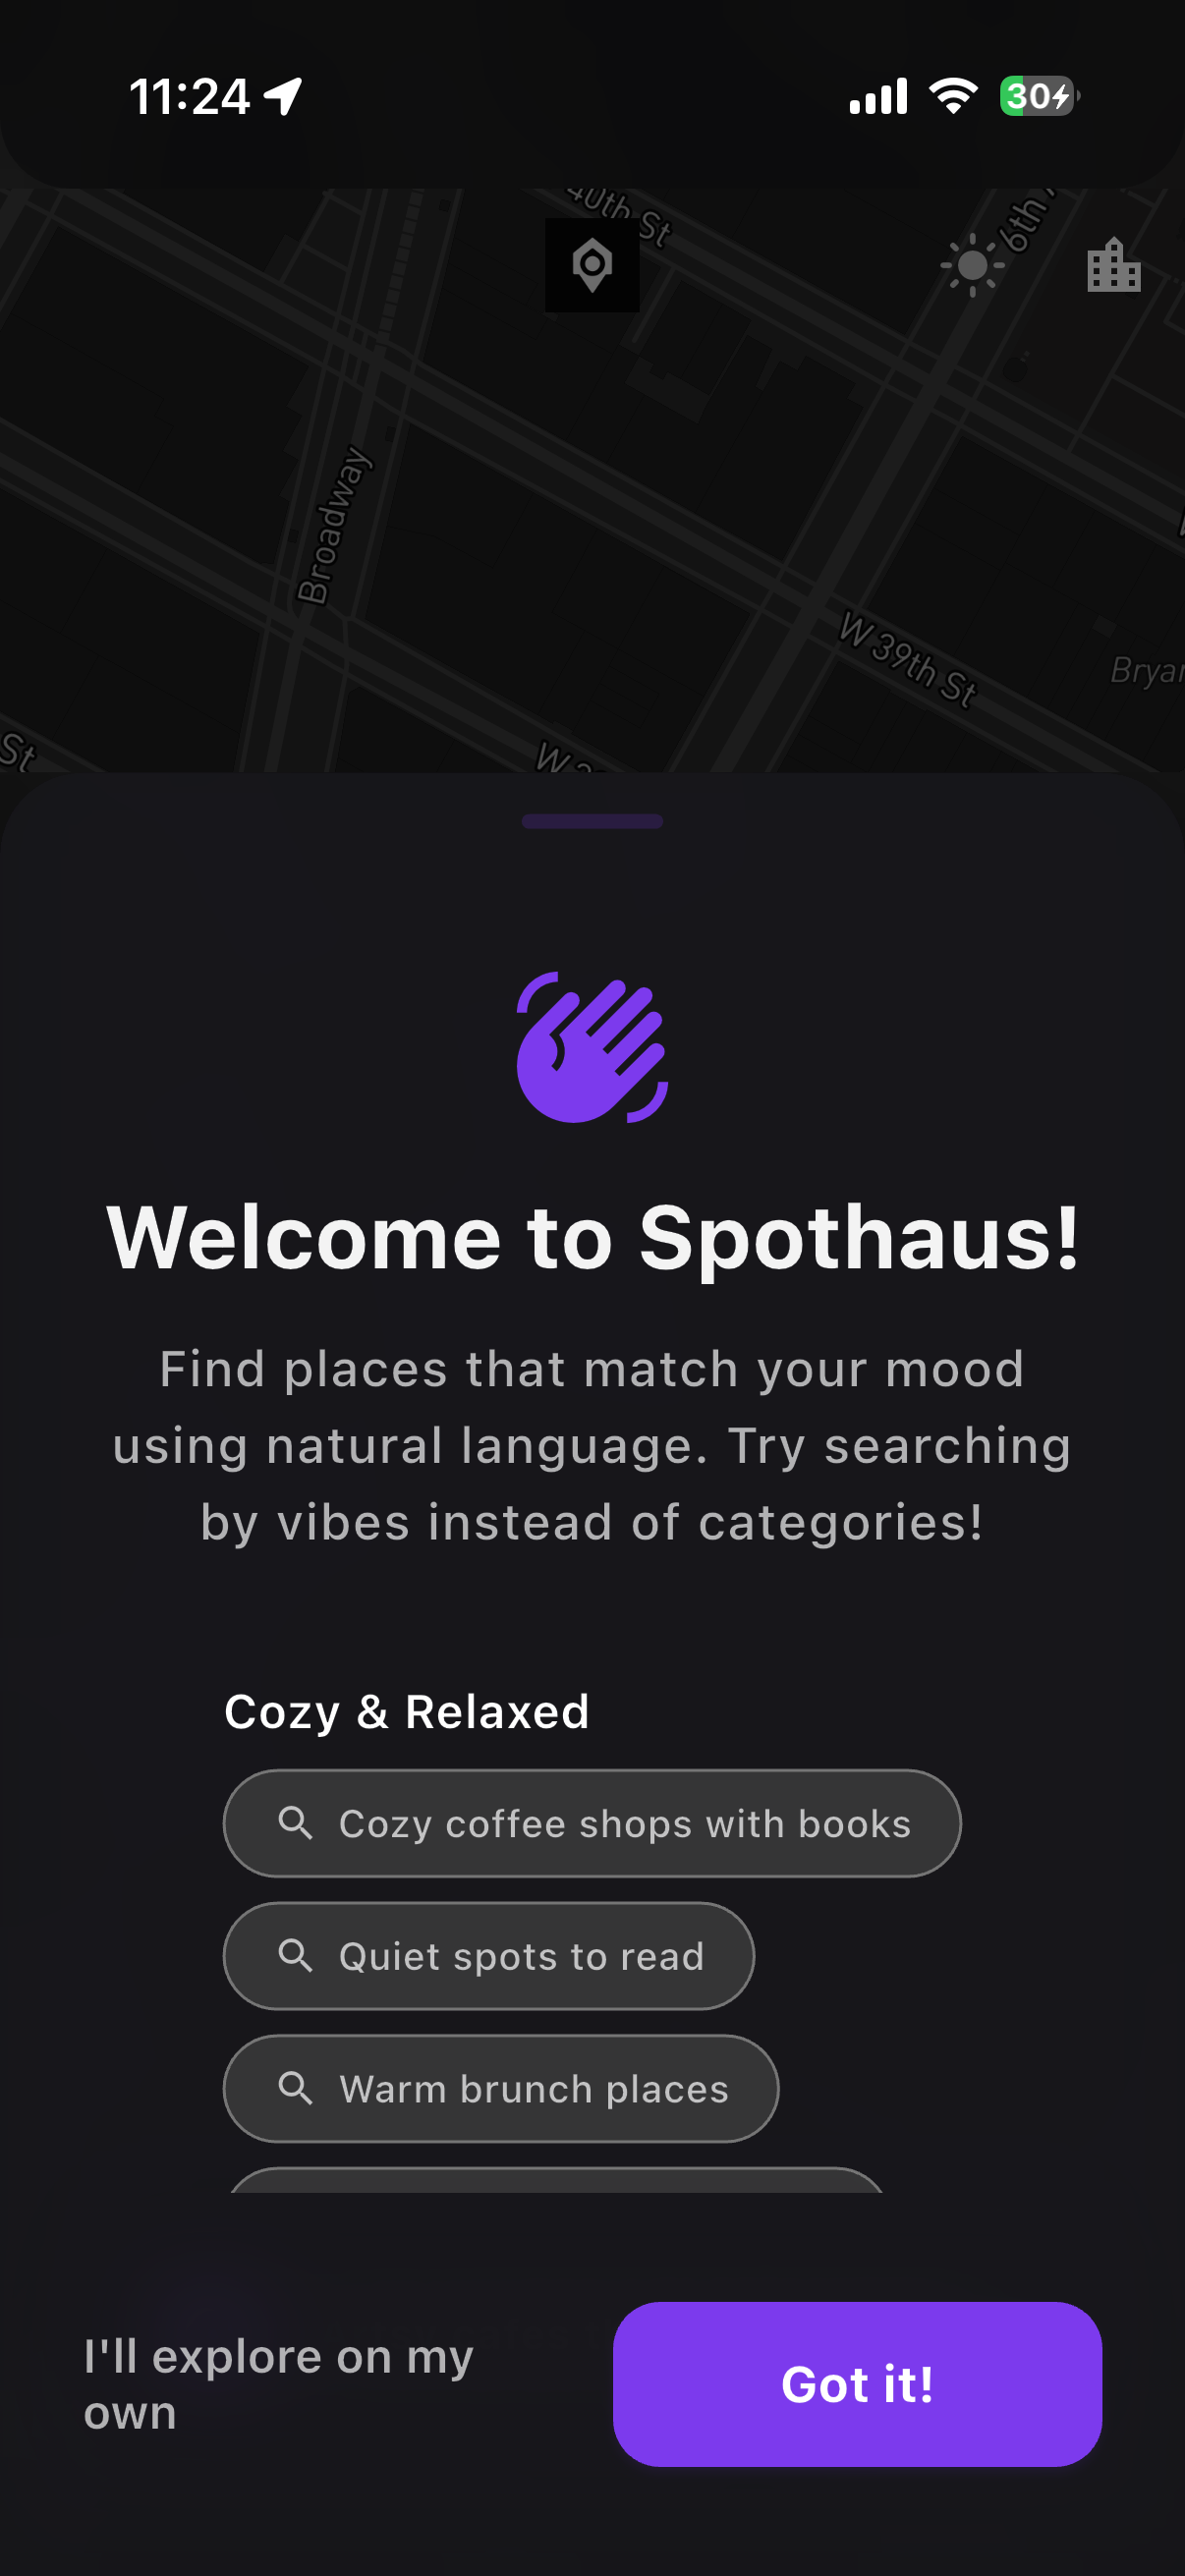 11:24
30
40th St
6th
Broadway
W 39th St
St
Welcome to Spothaus!
Find places that match your mood
using natural language. Try searching
by vibes instead of categories!
Cozy & Relaxed
Cozy coffee shops with books
Quiet spots to read
Warm brunch places
I'll explore on my
own
Got it!